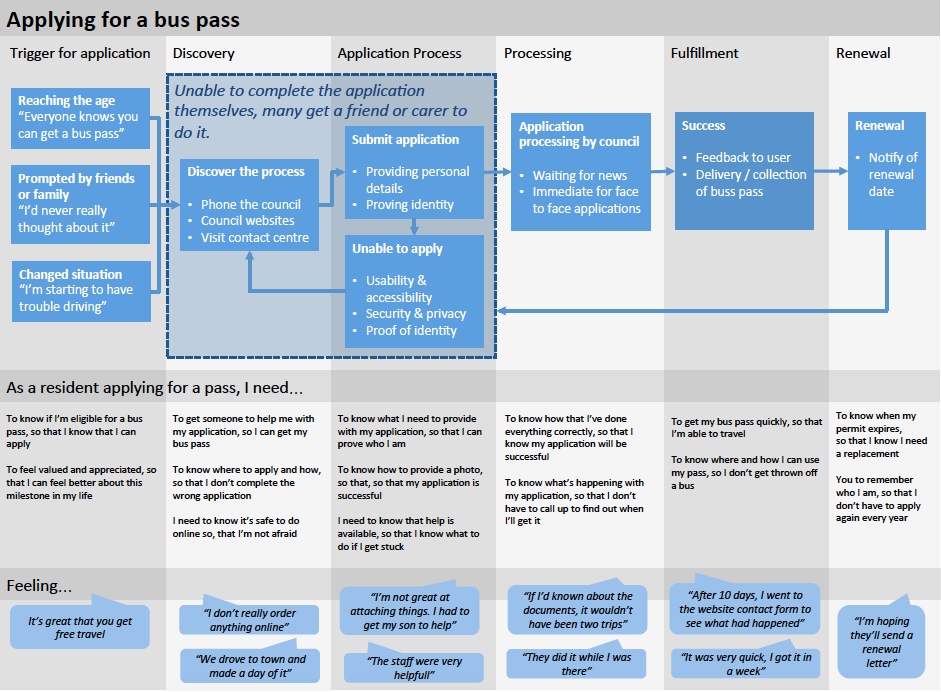 Applying for a bus pass
Trigger for application
Discovery
Application Process
Processing
Fulfillment
Renewal
Reaching the age
“Everyone knows you
can get a bus pass”
Prompted by friends
or family
“I’d never really
thought about it”
Changed situation
“I’m starting to have
trouble driving”
Unable to complete the application
themselves, many get a friend or carer to
do it.
Discover the process
• Phone the council
• Council websites
• Visit contact centre
Submit application
• Providing personal
details
• Proving identity
Unable to apply
• Usability &
accessibility
• Security & privacy
• Proof of identity
Application
processing by council
• Waiting for news
• Immediate for face
to face applications
Success
• Feedback to user
• Delivery / collection
of buss pass
Renewal
• Notify of
renewal
date
As a resident applying for a pass, I need...
To know if I’m eligible for a bus
pass, so that I know that I can
apply
To feel valued and appreciated, so
that I can feel better about this
milestone in my life
To get someone to help me with
my application, so I can get my
bus pass
To know where to apply and how,
so that I don’t complete the
wrong application
I need to know it’s safe to do
online so, that I’m not afraid
To know what I need to provide
with my application, so that I can
prove who I am
To know how to provide a photo,
so that, so that my application is
successful
I need to know that help is
available, so that I know what to
do if I get stuck
To know how that I’ve done
everything correctly, so that I
know my application will be
successful
To know what’s happening with
my application, so that I don’t
have to call up to find out when
I’ll get it
To get my bus pass quickly, so that
I’m able to travel
To know where and how I can use
my pass, so I don’t get thrown off
a bus
To know when my
permit expires,
so that I know I need
a replacement
You to remember
who I am, so that I
don’t have to apply
again every year
Feeling...
It’s great that you get
free travel
“I don’t really order
anything online”
“We drove to town and
made a day of it”
“I’m not great at
attaching things. I had to
get my son to help”
“The staff were very
helpfull”
“If I’d known about the
documents, it wouldn’t
have been two trips”
“They did it while I was
there”
“After 10 days, I went to
the website contact form to
see what had happened”
“It was very quick, I got it in
a week”
“I’m hoping
they’ll send a
renewal
letter”